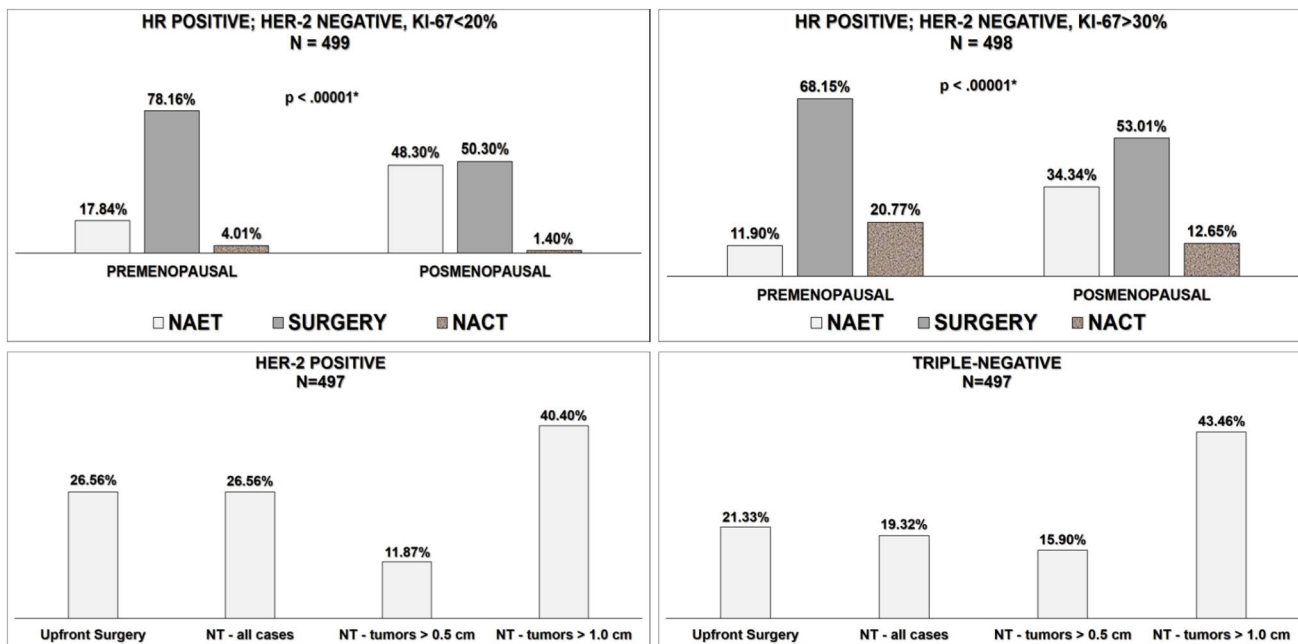 HR POSITIVE; HER-2 NEGATIVE, KI-67<20%
N = 499
p < .00001*
78.16%
48.30%
50.30%
17.84%
4.01%
1.40%
PREMENOPAUSAL
POSMENOPAUSAL
NAET
SURGERY
NACT
HR POSITIVE; HER-2 NEGATIVE, KI-67>30%
N = 498
p < .00001*
68.15%
53.01%
34.34%
20.77%
11.90%
12.65%
PREMENOPAUSAL
POSMENOPAUSAL
NAET
SURGERY
NACT
HER-2 POSITIVE
N=497
40.40%
26.56%
26.56%
11.87%
Upfront Surgery
NT - all cases
NT - tumors > 0.5 cm
NT - tumors > 1.0 cm
TRIPLE-NEGATIVE
N=497
43.46%
21.33%
19.32%
15.90%
Upfront Surgery
NT - all cases
NT - tumors > 0.5 cm
NT - tumors > 1.0 cm